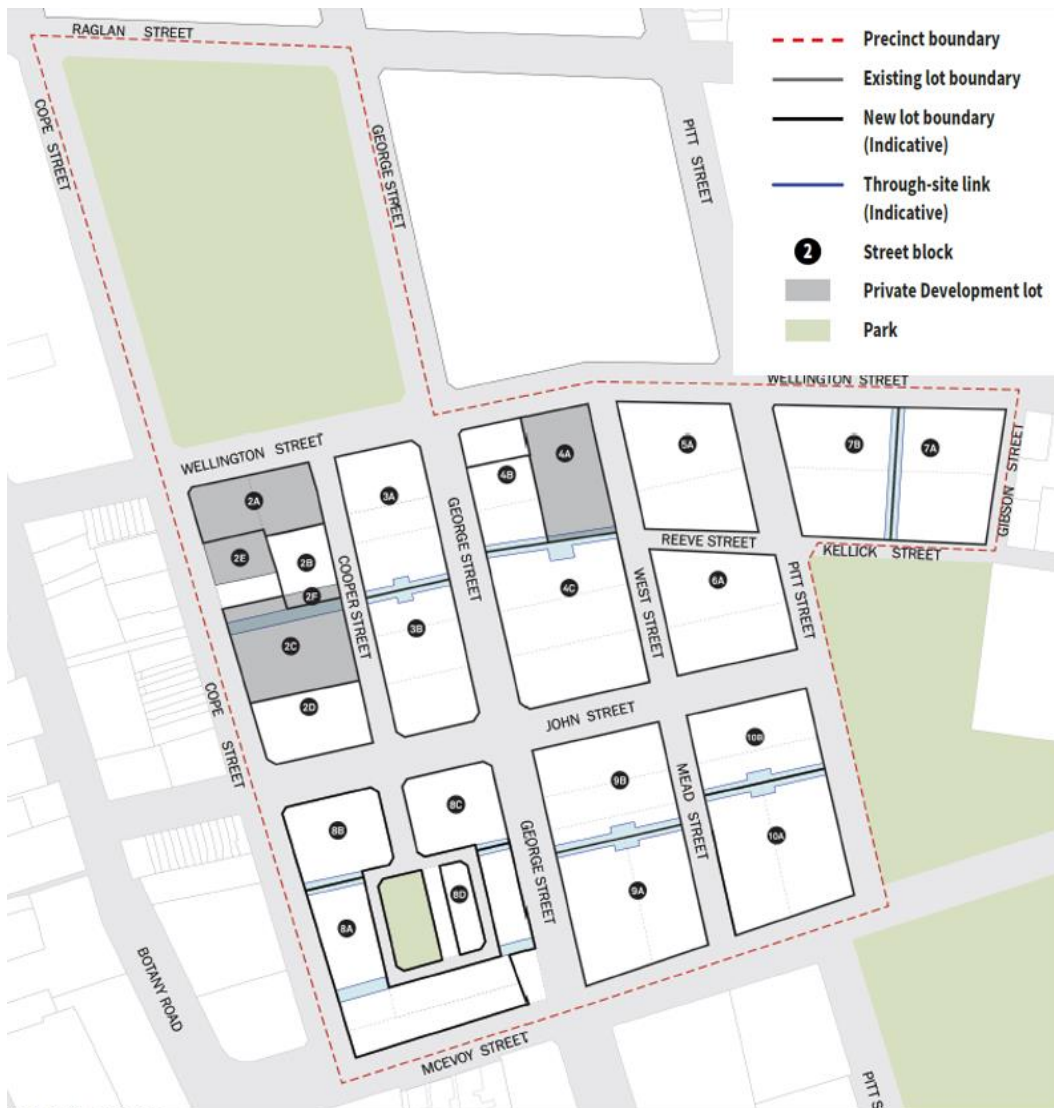 RAGLAN STREET
COPE STREET
GEORGE STREET
PITT STREET
Precinct boundary
Existing lot boundary
New lot boundary
(Indicative)
Through-site link
(Indicative)
2
Street block
Private Development lot
Park
WELLINGTON STREET
WELLINGTON STREET
2A
3A
4A
4B
5A
7B
7A
GIBSON STREET
2E
2B
2F
COOPER STREET
GEORGE STREET
REEVE STREET
KELLICK STREET
2C
3B
4C
WEST STREET
6A
PITT STREET
2D
COPE STREET
JOHN STREET
8B
8C
GEORGE STREET
9B
MEAD STREET
10B
10A
8A
8D
9A
BOTANY ROAD
MCEVOY STREET
PITT S